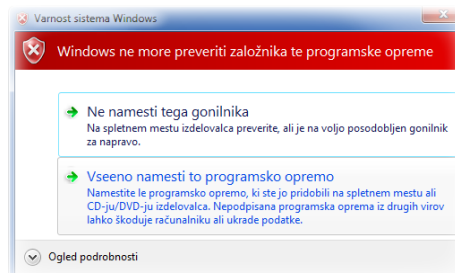 Varnost sistema Windows
Windows ne more preveriti založnika te programske opreme
Ne namesti tega gonilnika
Na spletnem mestu izdelovalca preverite, ali je na voljo posodobljen gonilnik
za napravo.
Vseeno namesti to programsko opremo
Namestite le programsko opremo, ki ste jo pridobili na spletnem mestu ali
CD-ju/DVD-ju izdelovalca. Nepodpisana programska oprema iz drugih virov
lahko škoduje računalniku ali ukrade podatke.
Ogled podrobnosti